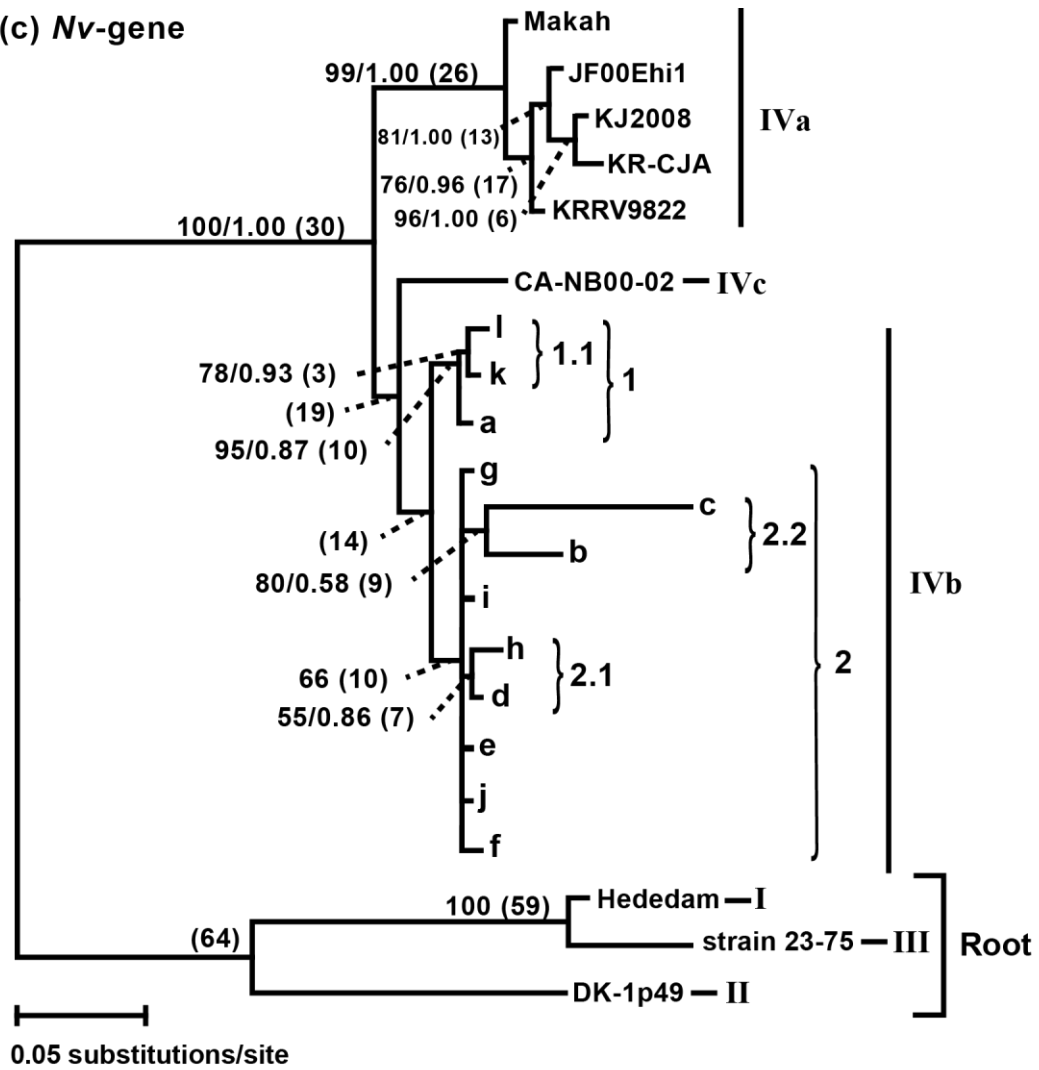 (c) Nv-gene
Makah
99/1.00 (26)
JF00Ehi1
KJ2008
IVa
81/1.00 (13)
KR-CJA
76/0.96 (17)
96/1.00 (6)
KRRV9822
100/1.00 (30)
CA-NB00-02
IVc
l
1.1
78/0.93 (3)
k
1
(19)
a
95/0.87 (10)
g
c
2.2
(14)
b
80/0.58 (9)
IVb
i
h
2
66 (10)
2.1
d
55/0.86 (7)
e
j
f
100 (59)
Hededam
I
(64)
strain 23-75
III
Root
DK-1p49
II
0.05 substitutions/site